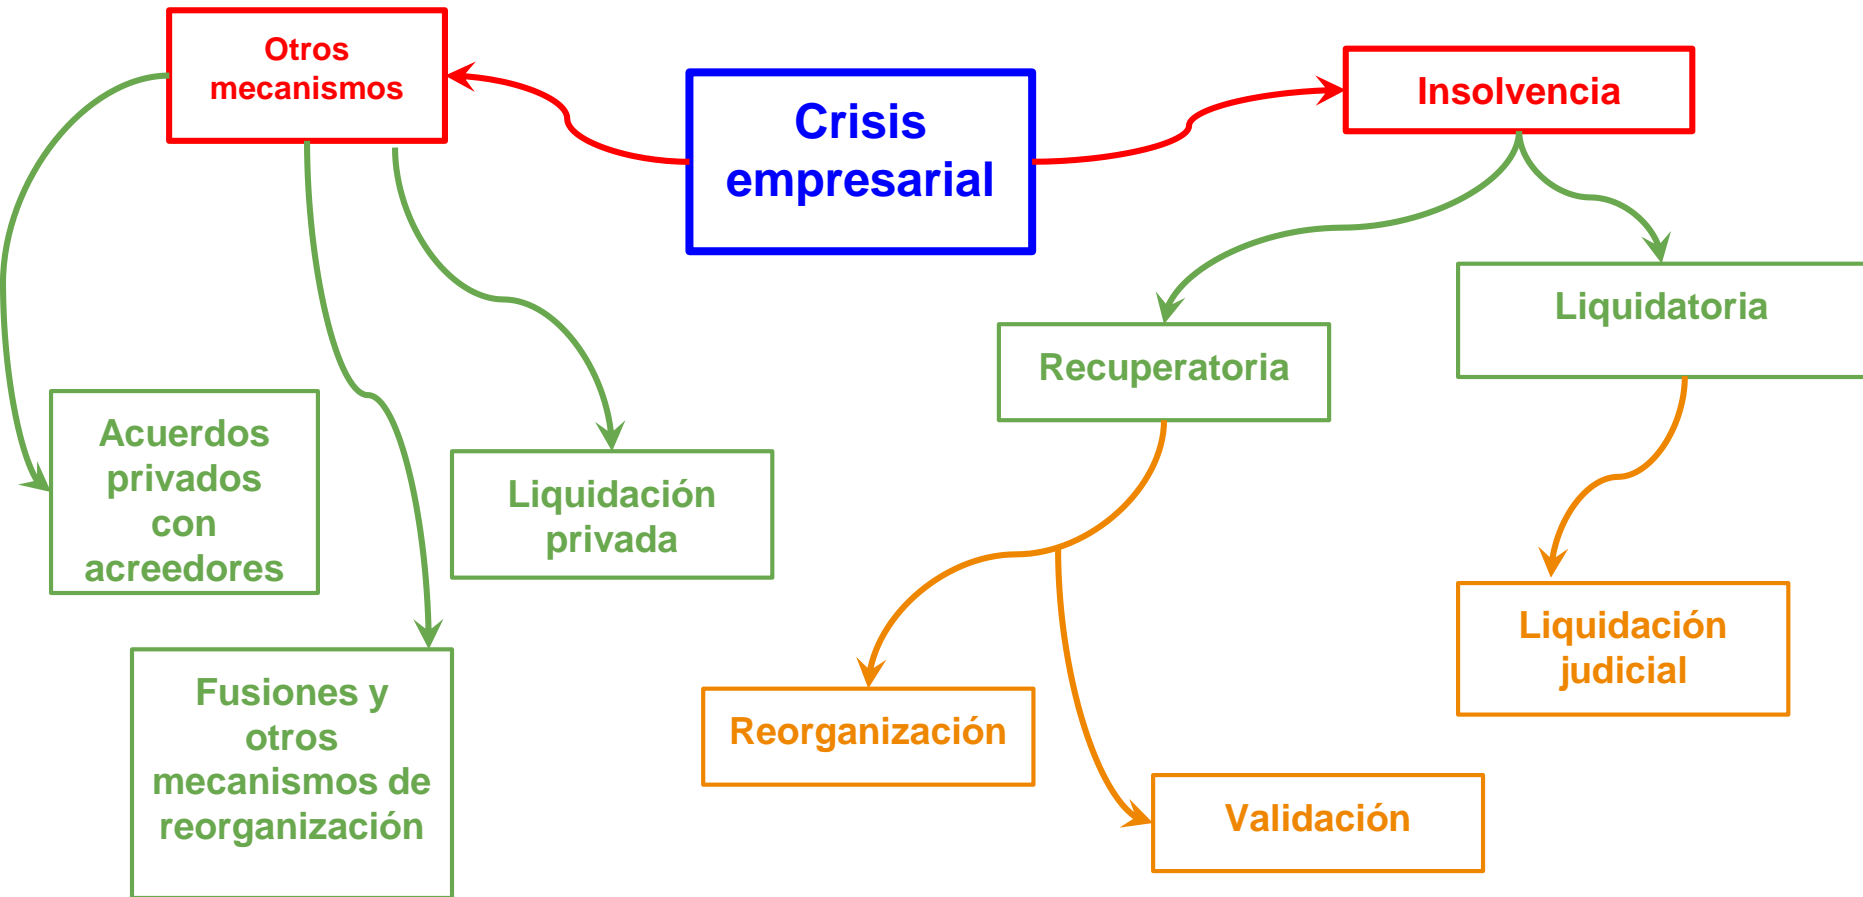 Otros
mecanismos
Crisis
empresarial
Insolvencia
Liquidatoria
Recuperatoria
Acuerdos
privados
con
acreedores
Liquidación
privada
Liquidación
judicial
Fusiones y
otros
mecanismos de
reorganización
Reorganización
Validación